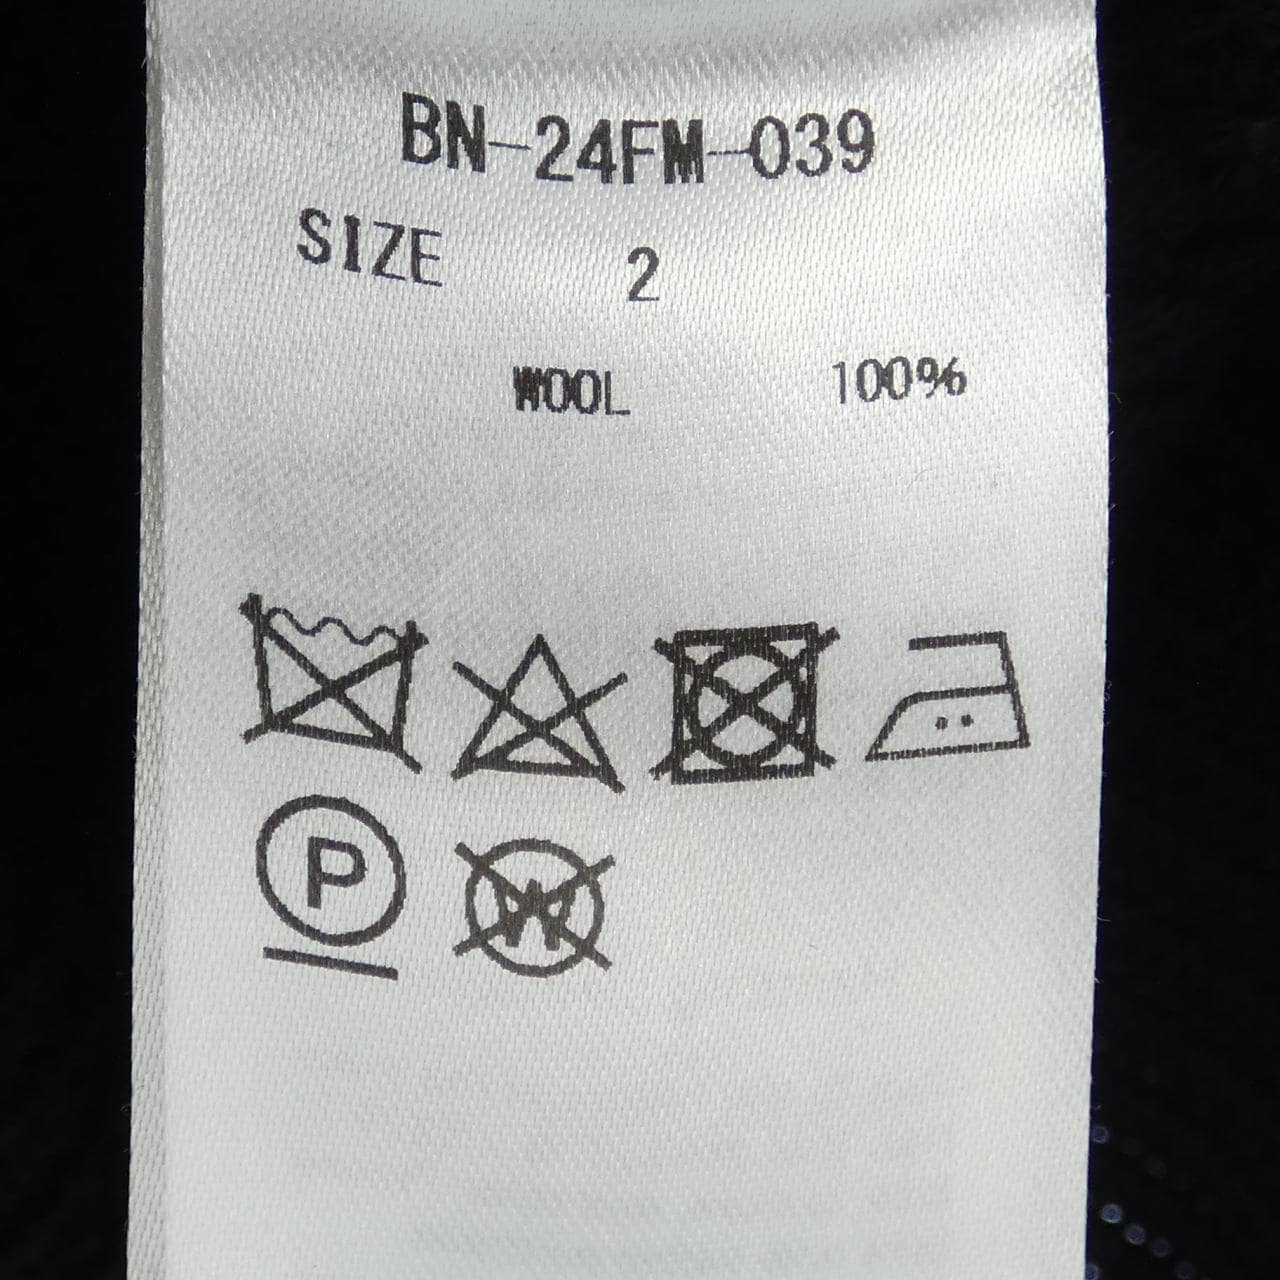 BN-24FM-039
SIZE 2
WOOL 100%
P
W